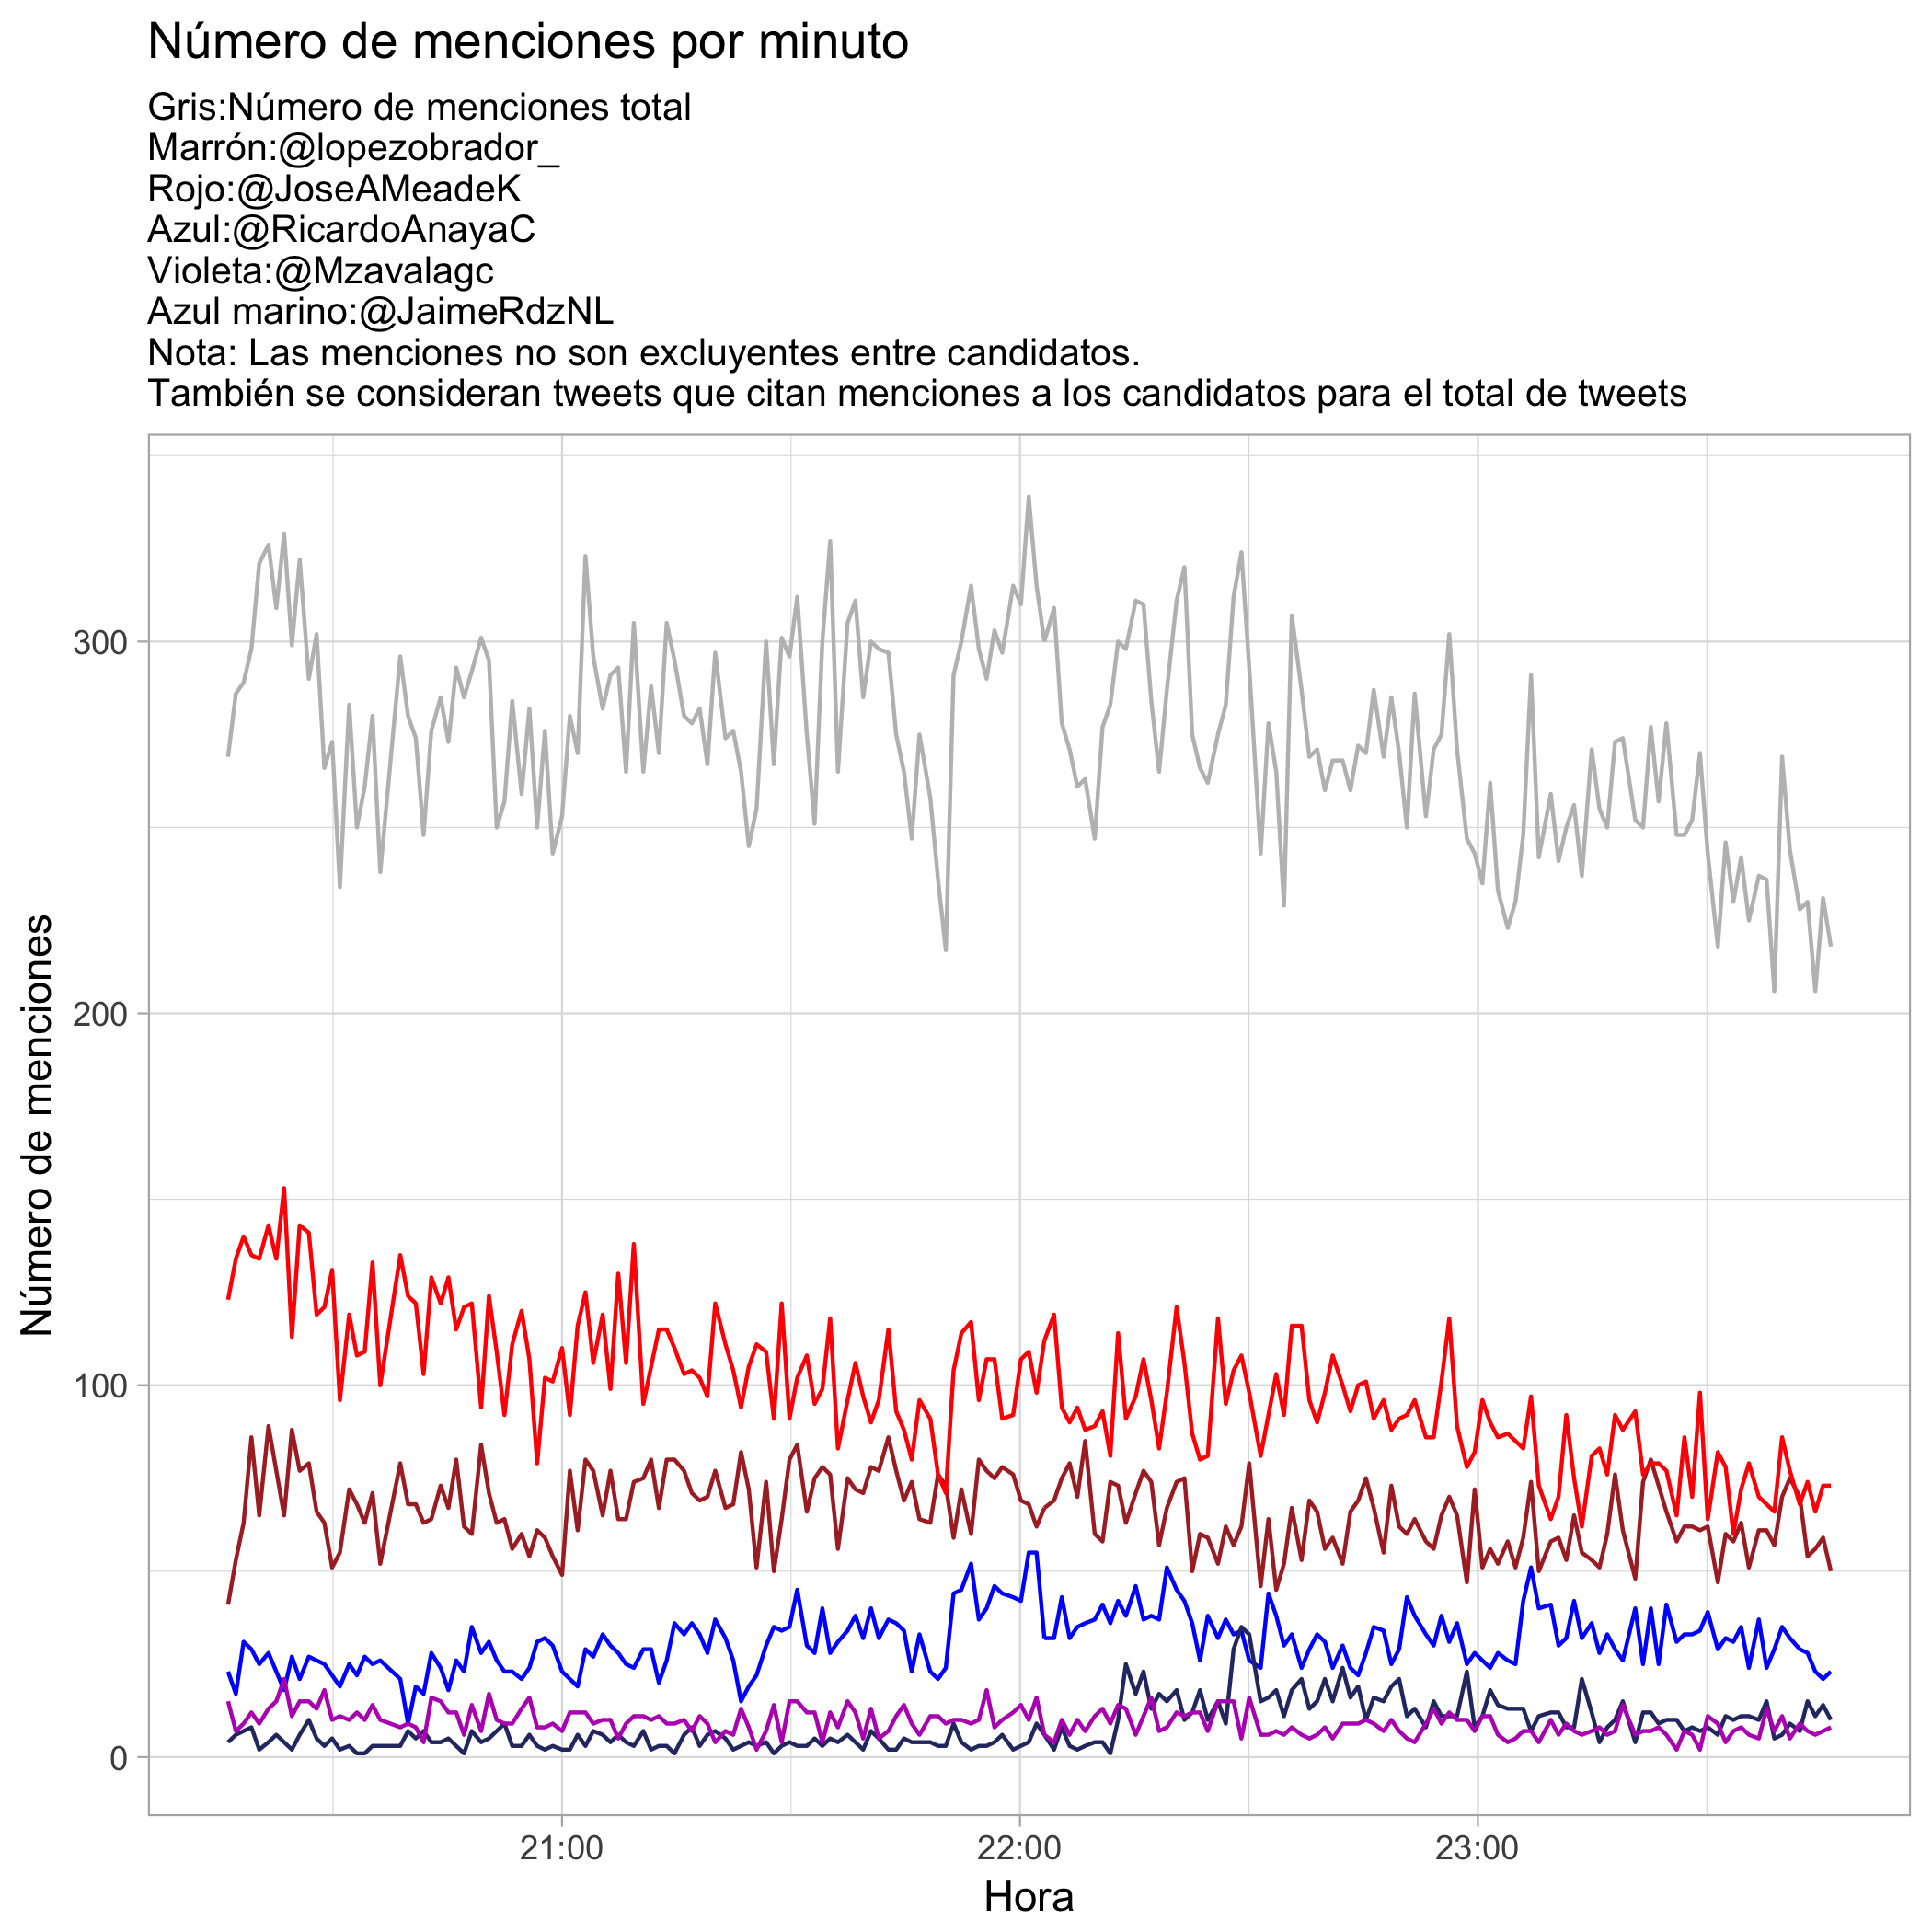 Número de menciones por minuto
Gris:Número de menciones total
Marrón:@lopezobrador_
Rojo:@JoseAMeadeK
Azul:@RicardoAnayaC
Violeta:@Mzavalagc
Azul marino:@JaimeRdzNL
Nota: Las menciones no son excluyentes entre candidatos.
También se consideran tweets que citan menciones a los candidatos para el total de tweets
Número de menciones
300
200
100
0
21:00
22:00
23:00
Hora